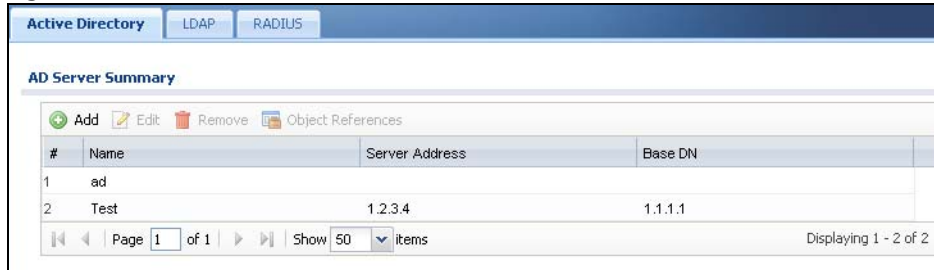 Active Directory LDAP RADIUS
AD Server Summary
Add Edit Remove Object References
# Name Server Address Base DN
1 ad
2 Test 1.2.3.4 1.1.1.1
Page 1 of 1 Show 50 items Displaying 1 - 2 of 2